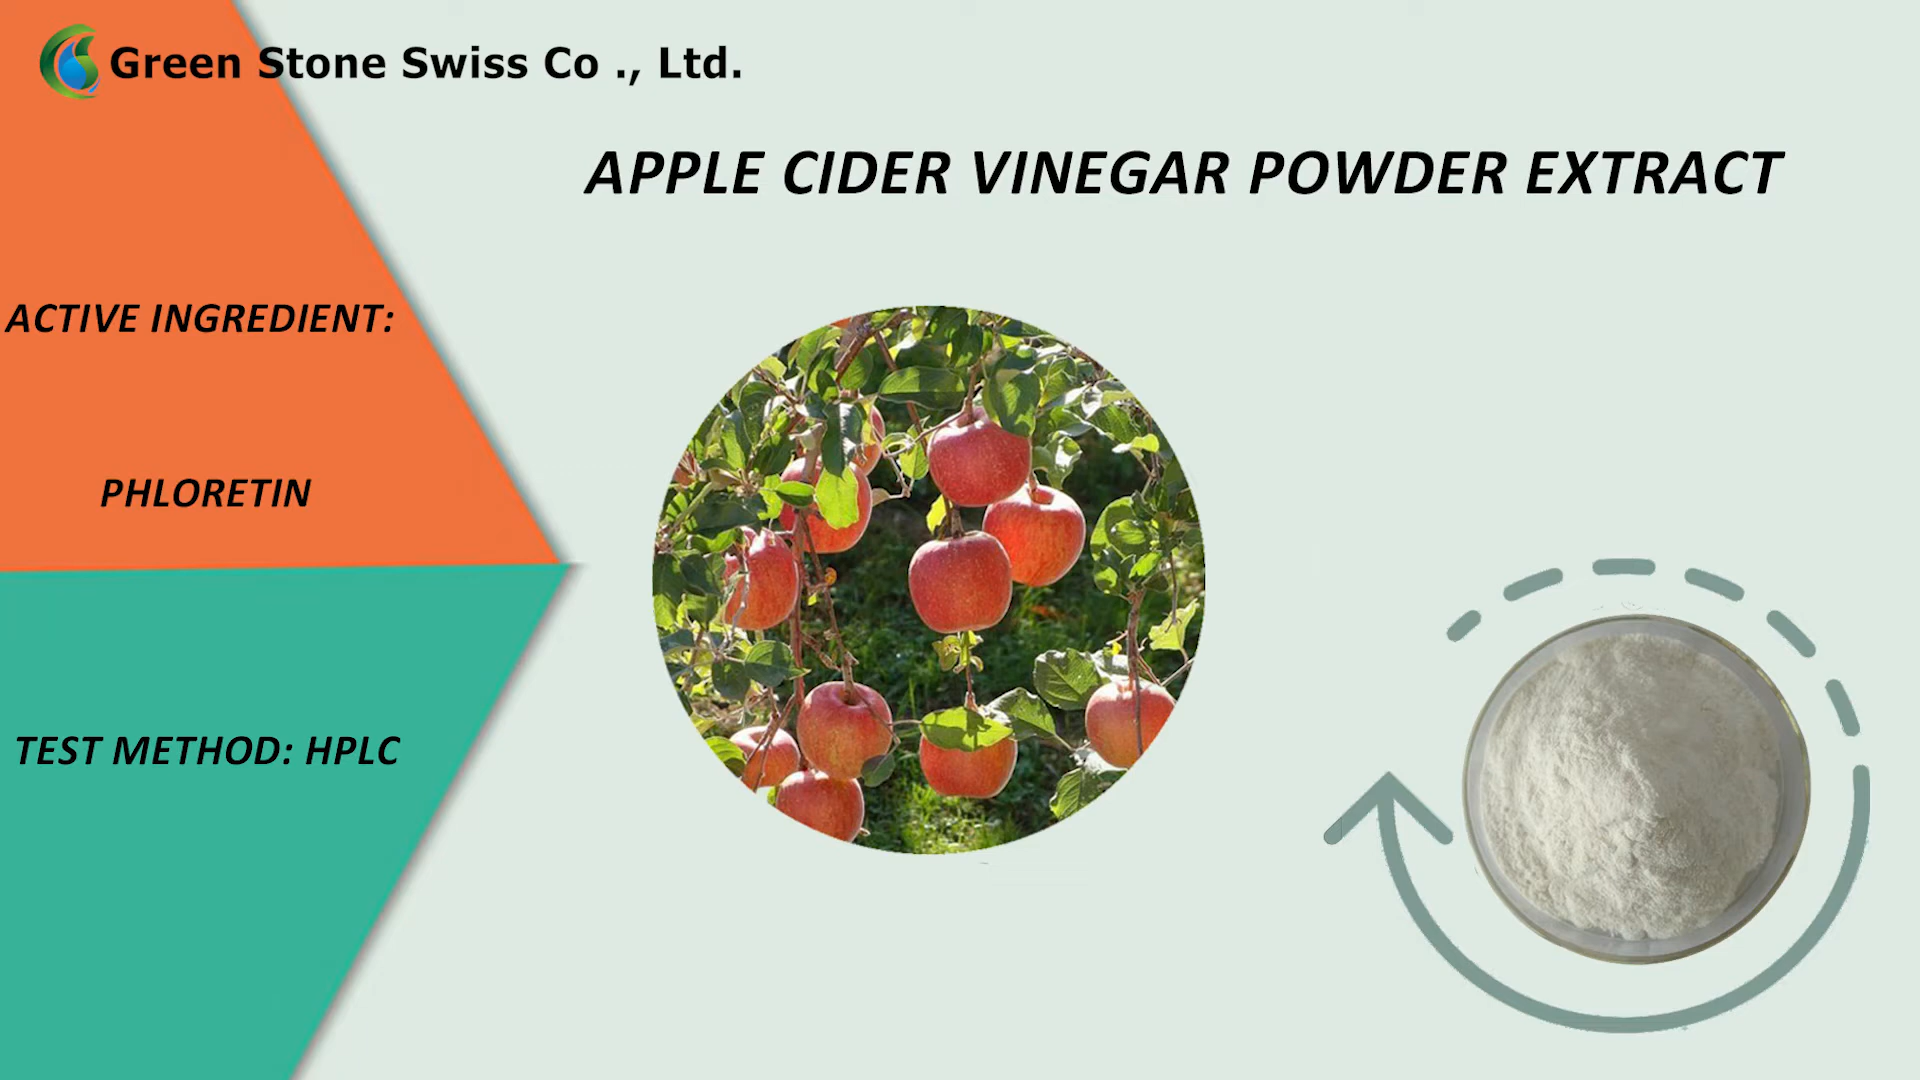 Green Stone Swiss Co ., Ltd.
APPLE CIDER VINEGAR POWDER EXTRACT
ACTIVE INGREDIENT:
PHLORETIN
TEST METHOD: HPLC